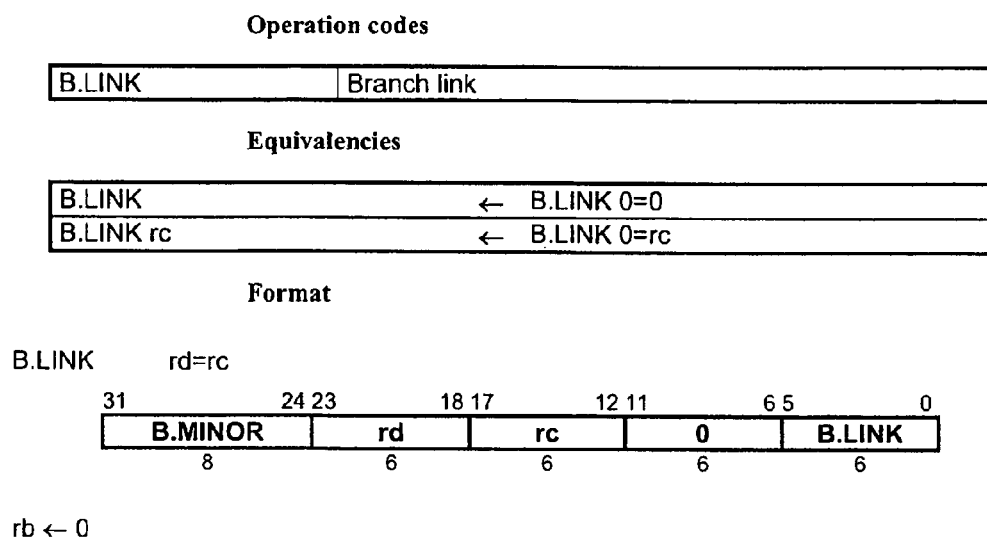 Operation codes
B.LINK Branch link
Equivalencies
B.LINK ← B.LINK 0=0
B.LINK rc ← B.LINK 0=rc
Format
B.LINK rd=rc
31 24 23 18 17 12 11 6 5 0
B.MINOR rd rc 0 B.LINK
8 6 6 6 6
rb ← 0